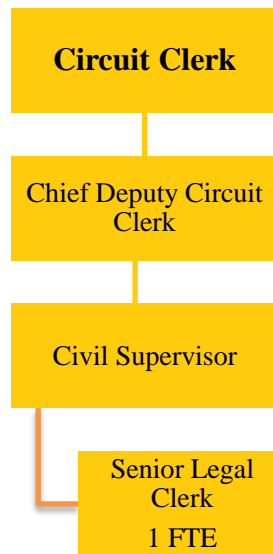 Circuit Clerk
Chief Deputy Circuit
Clerk
Civil Supervisor
Senior Legal
Clerk
1 FTE